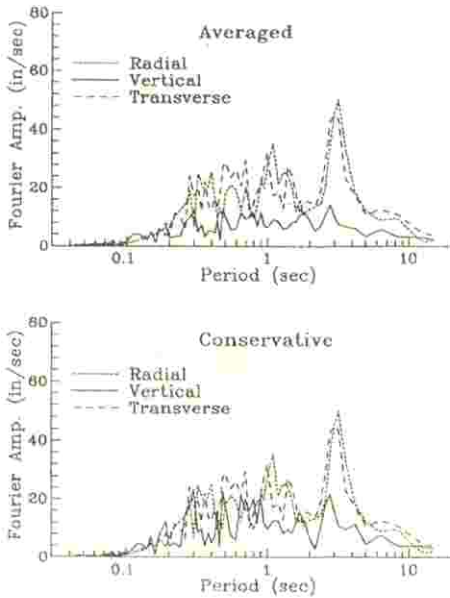 Averaged
Radial
Vertical
Transverse
Fourier Amp. (in/sec)
80
60
40
20
0
0.1
1
10
Period (sec)
Conservative
Radial
Vertical
Transverse
Fourier Amp. (in/sec)
80
60
40
20
0
0.1
1
10
Period (sec)